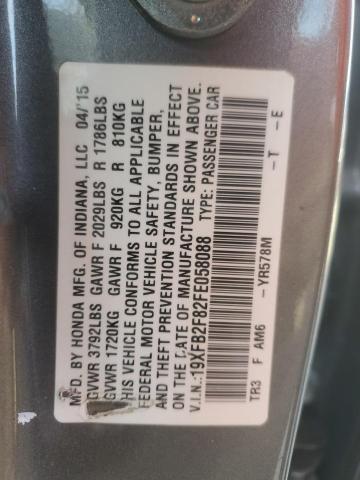 MFD. BY HONDA MFG. OF INDIANA, LLC 04/'15
GVWR 3792LBS GAWR F 2029LBS R 1786LBS
GVWR 1720KG GAWR F 920KG R 810KG
THIS VEHICLE CONFORMS TO ALL APPLICABLE
FEDERAL MOTOR VEHICLE SAFETY, BUMPER,
AND THEFT PREVENTION STANDARDS IN EFFECT
ON THE DATE OF MANUFACTURE SHOWN ABOVE.
V.I.N.:19XFB2F82FE058088 TYPE: PASSENGER CAR
TR3 F AM6 -YR578M -T -E